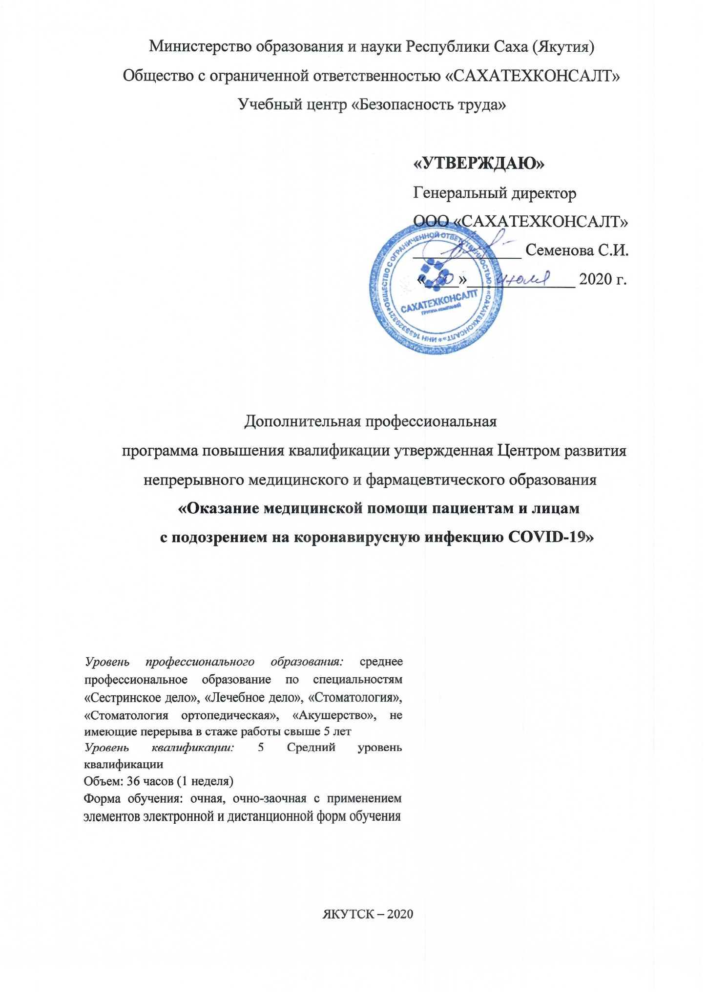 Министерство образования и науки Республики Саха (Якутия)
Общество с ограниченной ответственностью «САХАТЕХКОНСАЛТ»
Учебный центр «Безопасность труда»
«УТВЕРЖДАЮ»
Генеральный директор
ООО «САХАТЕХКОНСАЛТ»
Семенова С.И.
« » июля 2020 г.
ОБЩЕСТВО С ОГРАНИЧЕННОЙ ОТВЕТСТВЕННОСТЬЮ * «САХАТЕХКОНСАЛТ» * ИНН 1435329321 *
САХАТЕХКОНСАЛТ
ГРУППА КОМПАНИЙ
Дополнительная профессиональная
программа повышения квалификации утвержденная Центром развития
непрерывного медицинского и фармацевтического образования
«Оказание медицинской помощи пациентам и лицам
с подозрением на коронавирусную инфекцию COVID-19»
Уровень профессионального образования: среднее
профессиональное образование по специальностям
«Сестринское дело», «Лечебное дело», «Стоматология»,
«Стоматология ортопедическая», «Акушерство», не
имеющие перерыва в стаже работы свыше 5 лет
Уровень квалификации: 5 Средний уровень
квалификации
Объем: 36 часов (1 неделя)
Форма обучения: очная, очно-заочная с применением
элементов электронной и дистанционной форм обучения
ЯКУТСК – 2020